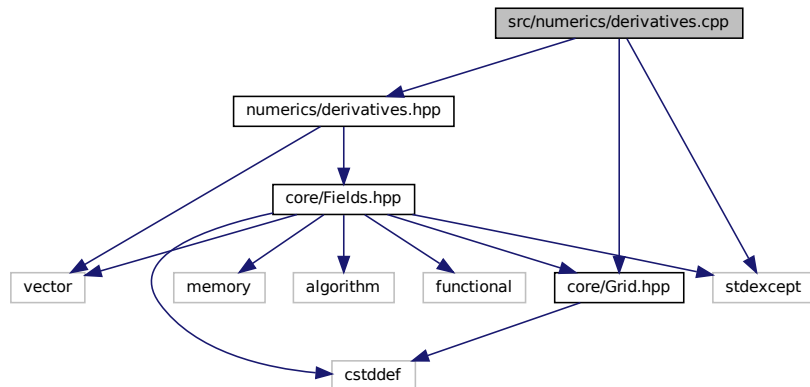 src/numerics/derivatives.cpp
numerics/derivatives.hpp
core/Fields.hpp
vector
memory
algorithm
functional
core/Grid.hpp
stdexcept
cstddef